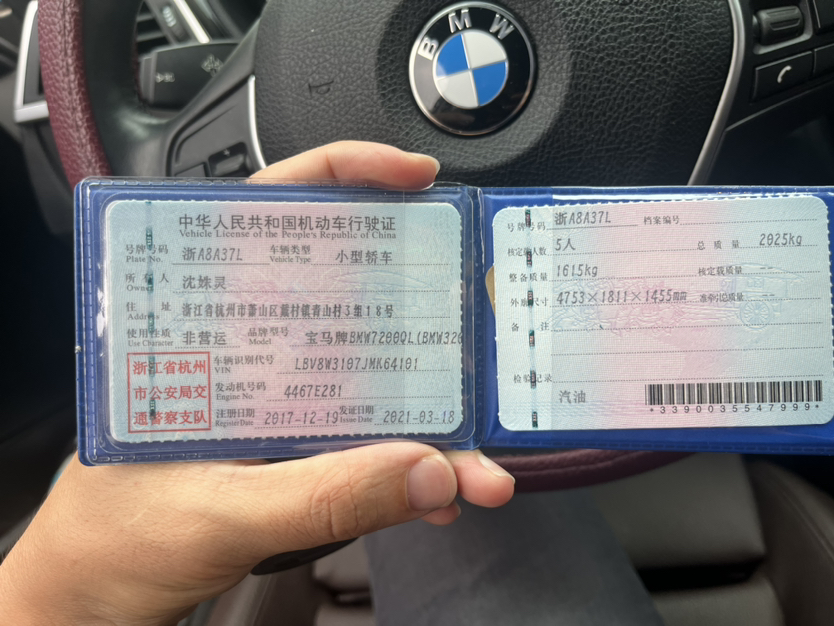 BMW
中华人民共和国机动车行驶证
Vehicle License of the People's Republic of China
号牌号码 浙A8A37L 车辆类型 小型轿车
Plate No. Vehicle Type
所有人 沈姝灵
Owner
住址 浙江省杭州市萧山区戴村镇青山村3组18号
Address
使用性质 非营运 品牌型号 宝马牌BMW7200QL(BMW320
Use Character Model
浙江省杭州
市公安局交
通警察支队
车辆识别代号 LBV8W3107JMK64101
VIN
发动机号码 4467E281
Engine No.
注册日期 2017-12-19 发证日期 2021-03-18
Register Date Issue Date
号牌号码 浙A8A37L 档案编号
核定载人数 5人 总质量 2025kg
整备质量 1615kg 核定载质量 --
外廓尺寸 4753×1811×1455mm 准牵引总质量 --
备注
检验记录
汽油
*3390035547999*